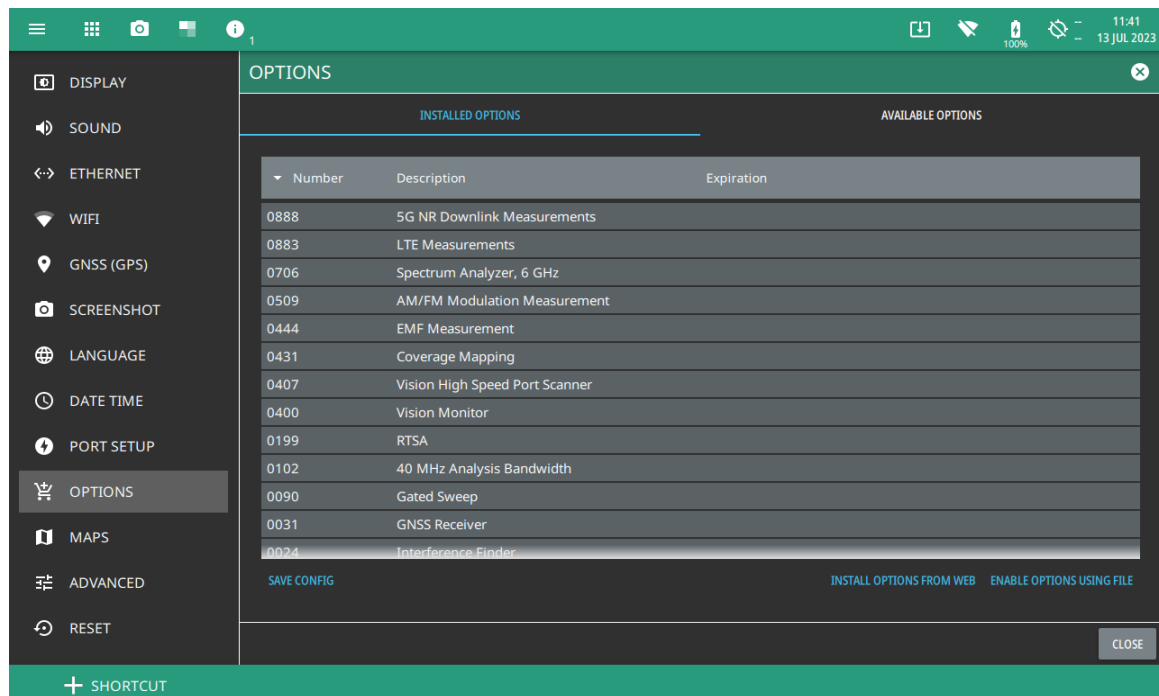 11:41
1
100%
--
--
13 JUL 2023
DISPLAY
SOUND
ETHERNET
WIFI
GNSS (GPS)
SCREENSHOT
LANGUAGE
DATE TIME
PORT SETUP
OPTIONS
MAPS
ADVANCED
RESET
OPTIONS
INSTALLED OPTIONS AVAILABLE OPTIONS
Number Description Expiration
0888 5G NR Downlink Measurements
0883 LTE Measurements
0706 Spectrum Analyzer, 6 GHz
0509 AM/FM Modulation Measurement
0444 EMF Measurement
0431 Coverage Mapping
0407 Vision High Speed Port Scanner
0400 Vision Monitor
0199 RTSA
0102 40 MHz Analysis Bandwidth
0090 Gated Sweep
0031 GNSS Receiver
0024 Interference Finder
SAVE CONFIG INSTALL OPTIONS FROM WEB ENABLE OPTIONS USING FILE
CLOSE
SHORTCUT